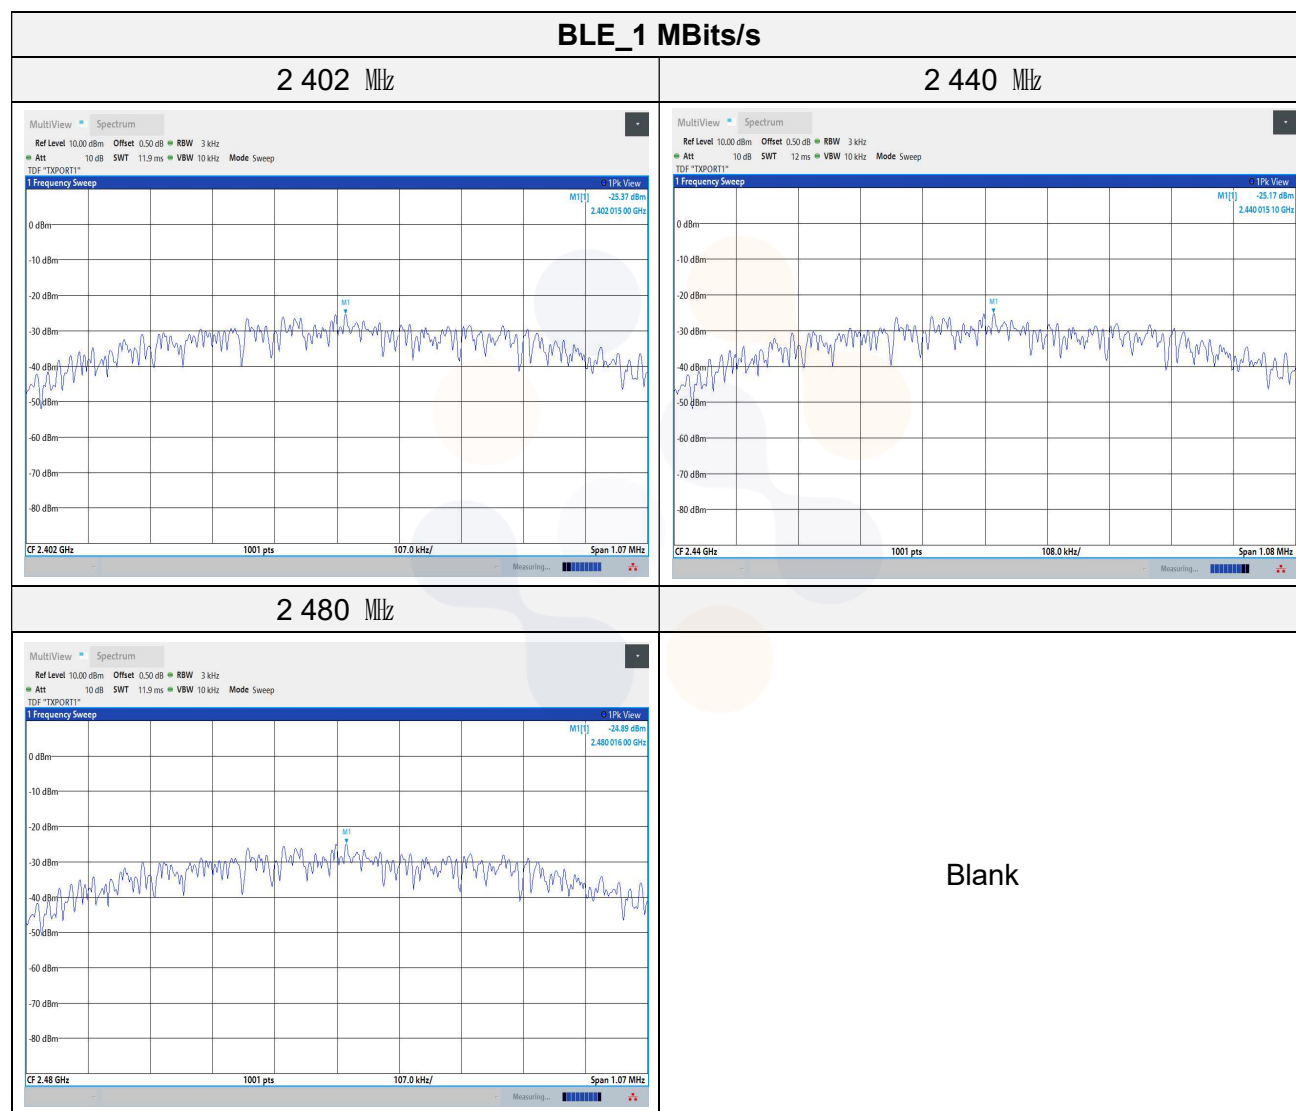 BLE_1 MBits/s
2 402 ㎒
2 440 ㎒
MultiView Spectrum
Ref Level 10.00 dBm Offset 0.50 dB RBW 3 kHz
Att 10 dB SWT 11.9 ms VBW 10 kHz Mode Sweep
TDF "TXPORT1"
1 Frequency Sweep 1Pk View
M1[1] -25.37 dBm
2.402 015 00 GHz
0 dBm
-10 dBm
-20 dBm
M1
-30 dBm
-40 dBm
-50 dBm
-60 dBm
-70 dBm
-80 dBm
CF 2.402 GHz 1001 pts 107.0 kHz/ Span 1.07 MHz
Measuring...
MultiView Spectrum
Ref Level 10.00 dBm Offset 0.50 dB RBW 3 kHz
Att 10 dB SWT 12 ms VBW 10 kHz Mode Sweep
TDF "TXPORT1"
1 Frequency Sweep 1Pk View
M1[1] -25.17 dBm
2.440 015 10 GHz
0 dBm
-10 dBm
-20 dBm
M1
-30 dBm
-40 dBm
-50 dBm
-60 dBm
-70 dBm
-80 dBm
CF 2.44 GHz 1001 pts 108.0 kHz/ Span 1.08 MHz
Measuring...
2 480 ㎒
MultiView Spectrum
Ref Level 10.00 dBm Offset 0.50 dB RBW 3 kHz
Att 10 dB SWT 11.9 ms VBW 10 kHz Mode Sweep
TDF "TXPORT1"
1 Frequency Sweep 1Pk View
M1[1] -24.89 dBm
2.480 016 00 GHz
0 dBm
-10 dBm
-20 dBm
M1
-30 dBm
-40 dBm
-50 dBm
-60 dBm
-70 dBm
-80 dBm
CF 2.48 GHz 1001 pts 107.0 kHz/ Span 1.07 MHz
Measuring...
Blank